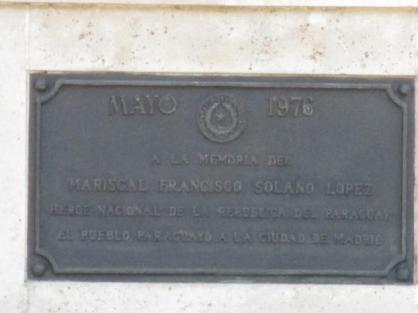 MAYO 1976
A LA MEMORIA DEL
MARISCAL FRANCISCO SOLANO LOPEZ
HEROE NACIONAL DE LA REPUBLICA DEL PARAGUAY
EL PUEBLO PARAGUAYO A LA CIUDAD DE MADRID